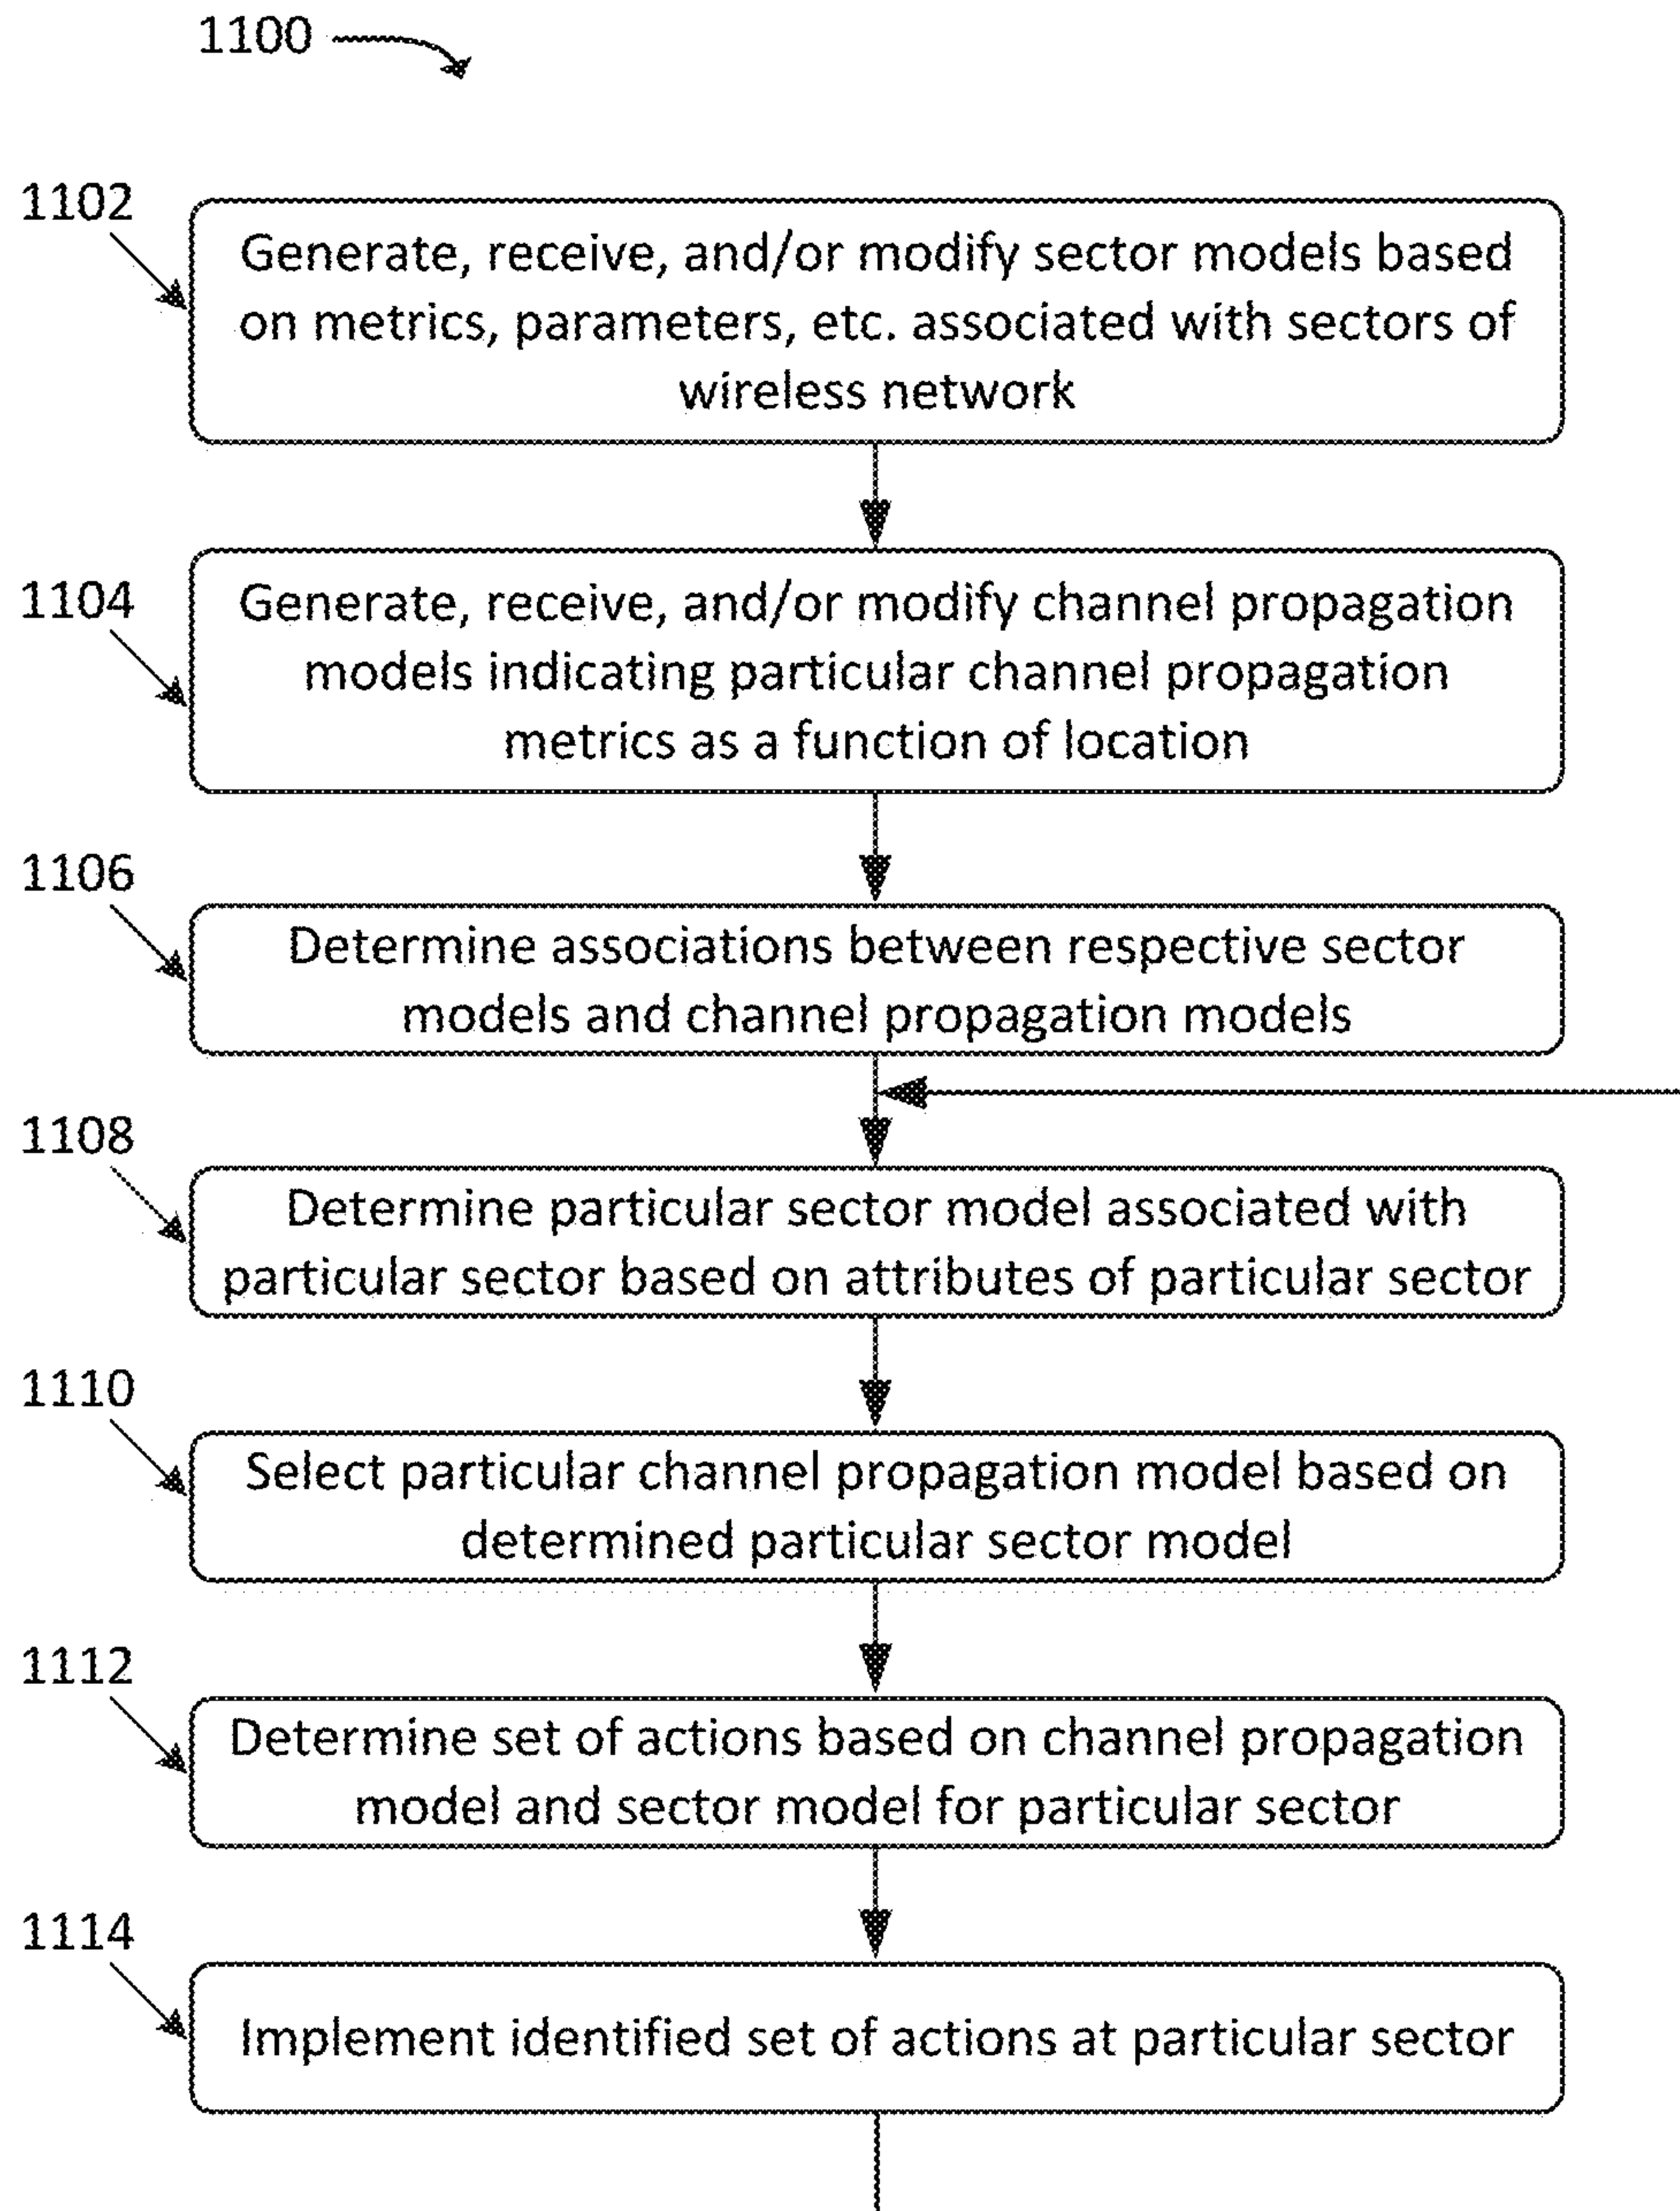 1100
1102
Generate, receive, and/or modify sector models based
on metrics, parameters, etc. associated with sectors of
wireless network
1104
Generate, receive, and/or modify channel propagation
models indicating particular channel propagation
metrics as a function of location
1106
Determine associations between respective sector
models and channel propagation models
1108
Determine particular sector model associated with
particular sector based on attributes of particular sector
1110
Select particular channel propagation model based on
determined particular sector model
1112
Determine set of actions based on channel propagation
model and sector model for particular sector
1114
Implement identified set of actions at particular sector